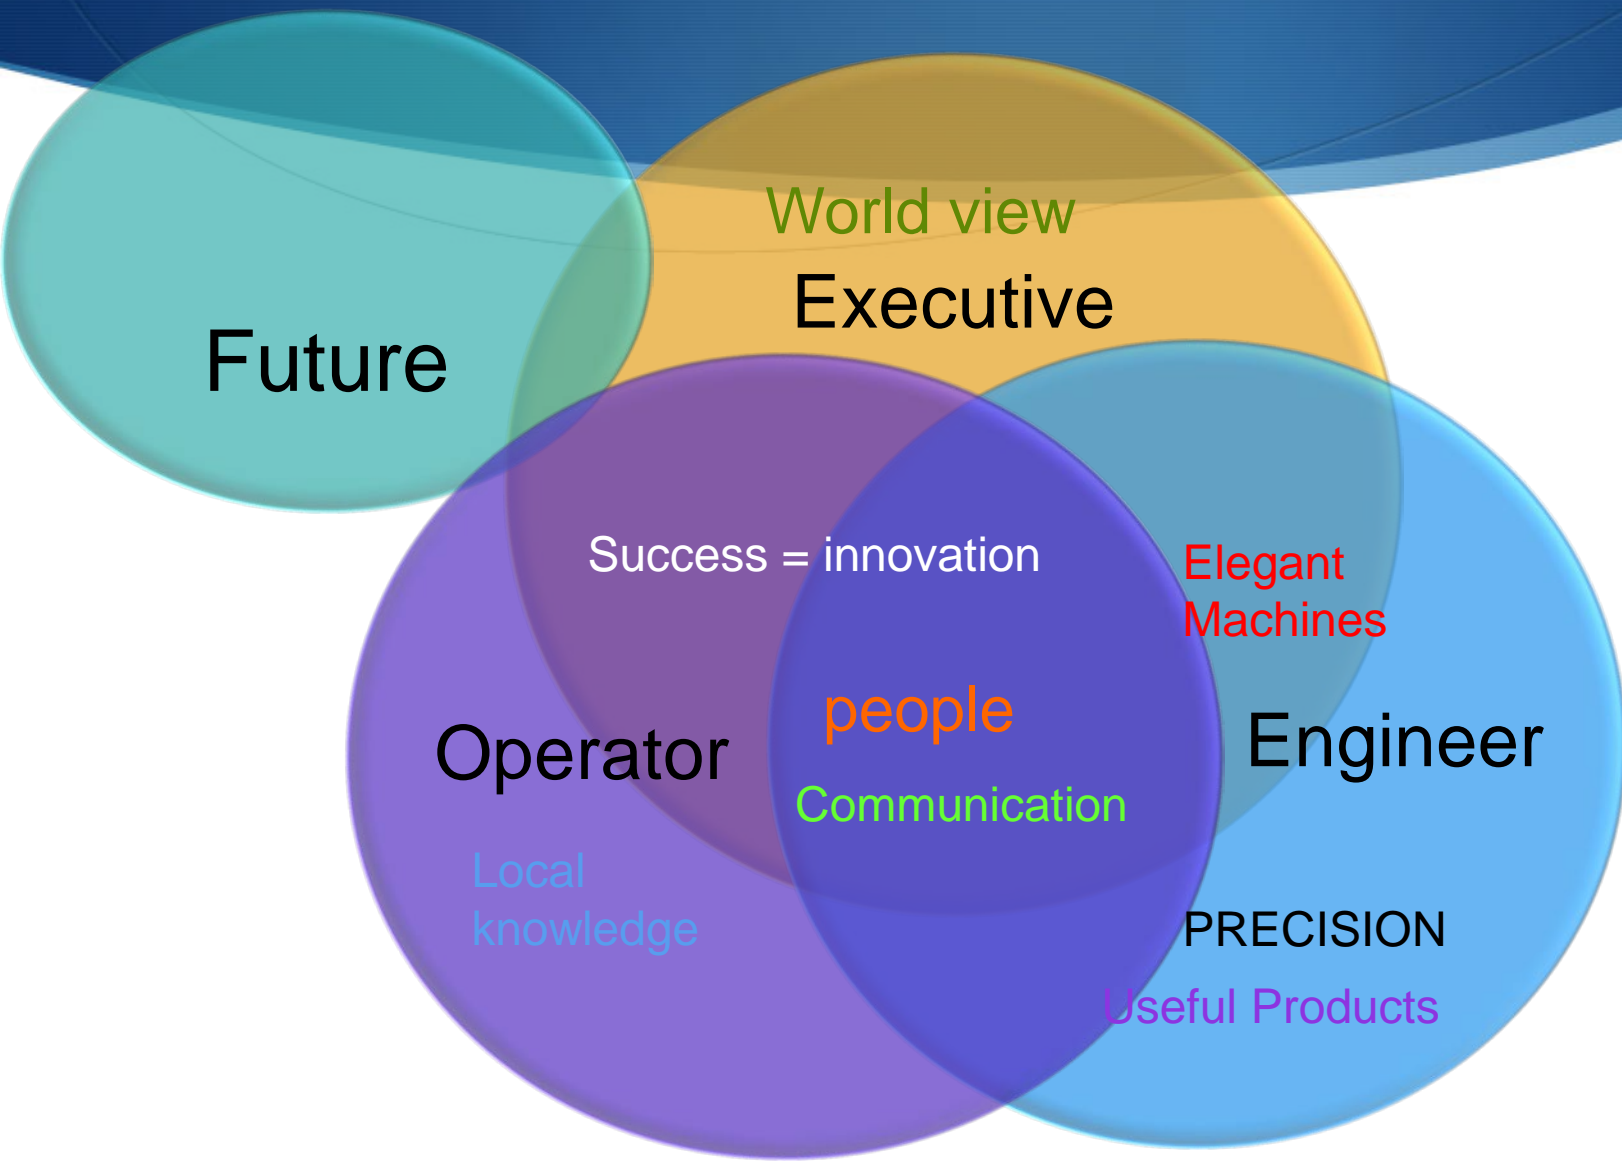 World view
Executive
Future
Success = innovation
Elegant
Machines
people
Operator
Engineer
Communication
Local
knowledge
PRECISION
Useful Products